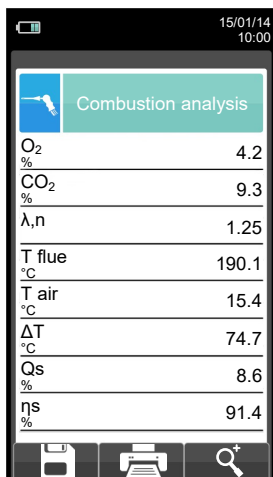 15/01/14
10:00
Combustion analysis
O₂
% 4.2
CO₂
% 9.3
λ,n 1.25
T flue
°C 190.1
T air
°C 15.4
ΔT
°C 74.7
Qs
% 8.6
ηs
% 91.4